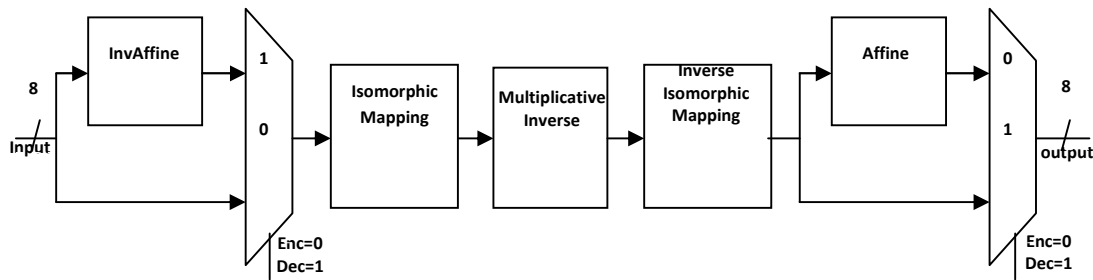 InvAffine
8
Input
1
0
Enc=0
Dec=1
Isomorphic
Mapping
Multiplicative
Inverse
Inverse
Isomorphic
Mapping
Affine
0
1
8
output
Enc=0
Dec=1